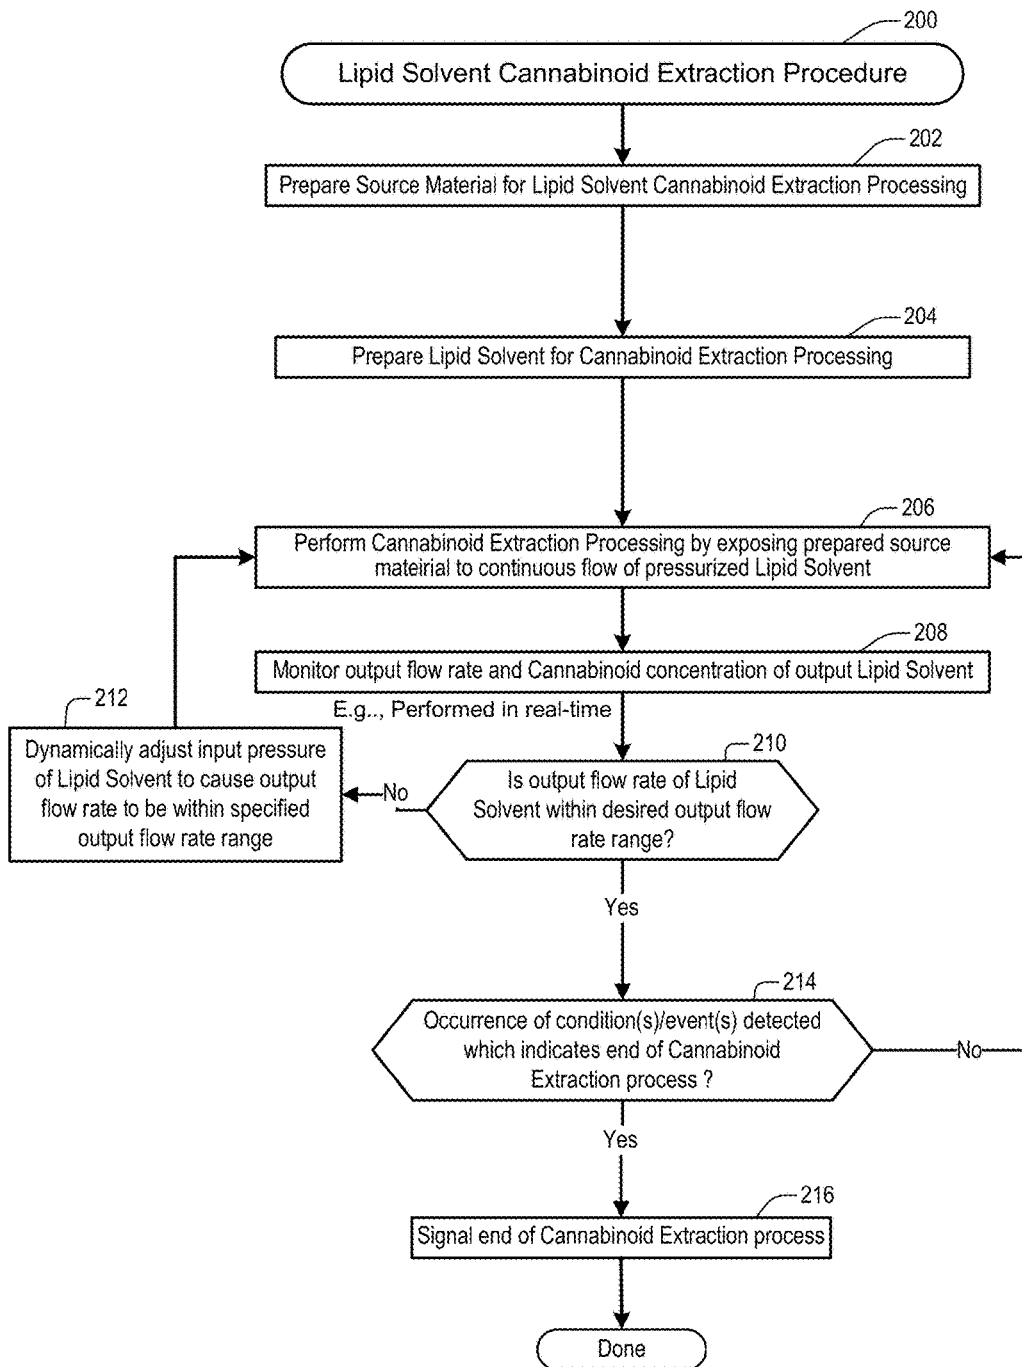 200
Lipid Solvent Cannabinoid Extraction Procedure
202
Prepare Source Material for Lipid Solvent Cannabinoid Extraction Processing
204
Prepare Lipid Solvent for Cannabinoid Extraction Processing
206
Perform Cannabinoid Extraction Processing by exposing prepared source
mateirial to continuous flow of pressurized Lipid Solvent
208
Monitor output flow rate and Cannabinoid concentration of output Lipid Solvent
E.g.., Performed in real-time
212
Dynamically adjust input pressure
of Lipid Solvent to cause output
flow rate to be within specified
output flow rate range
No
210
Is output flow rate of Lipid
Solvent within desired output flow
rate range?
Yes
214
Occurrence of condition(s)/event(s) detected
which indicates end of Cannabinoid
Extraction process ?
No
Yes
216
Signal end of Cannabinoid Extraction process
Done